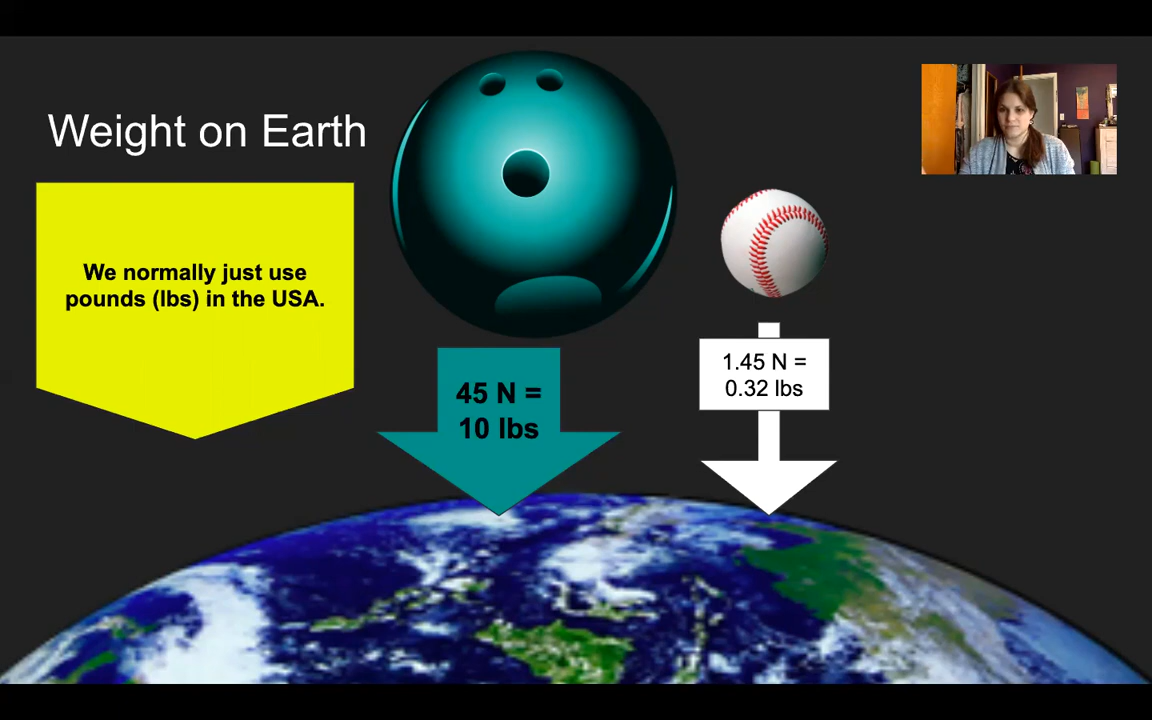 Weight on Earth
We normally just use
pounds (lbs) in the USA.
45 N =
10 lbs
1.45 N =
0.32 lbs